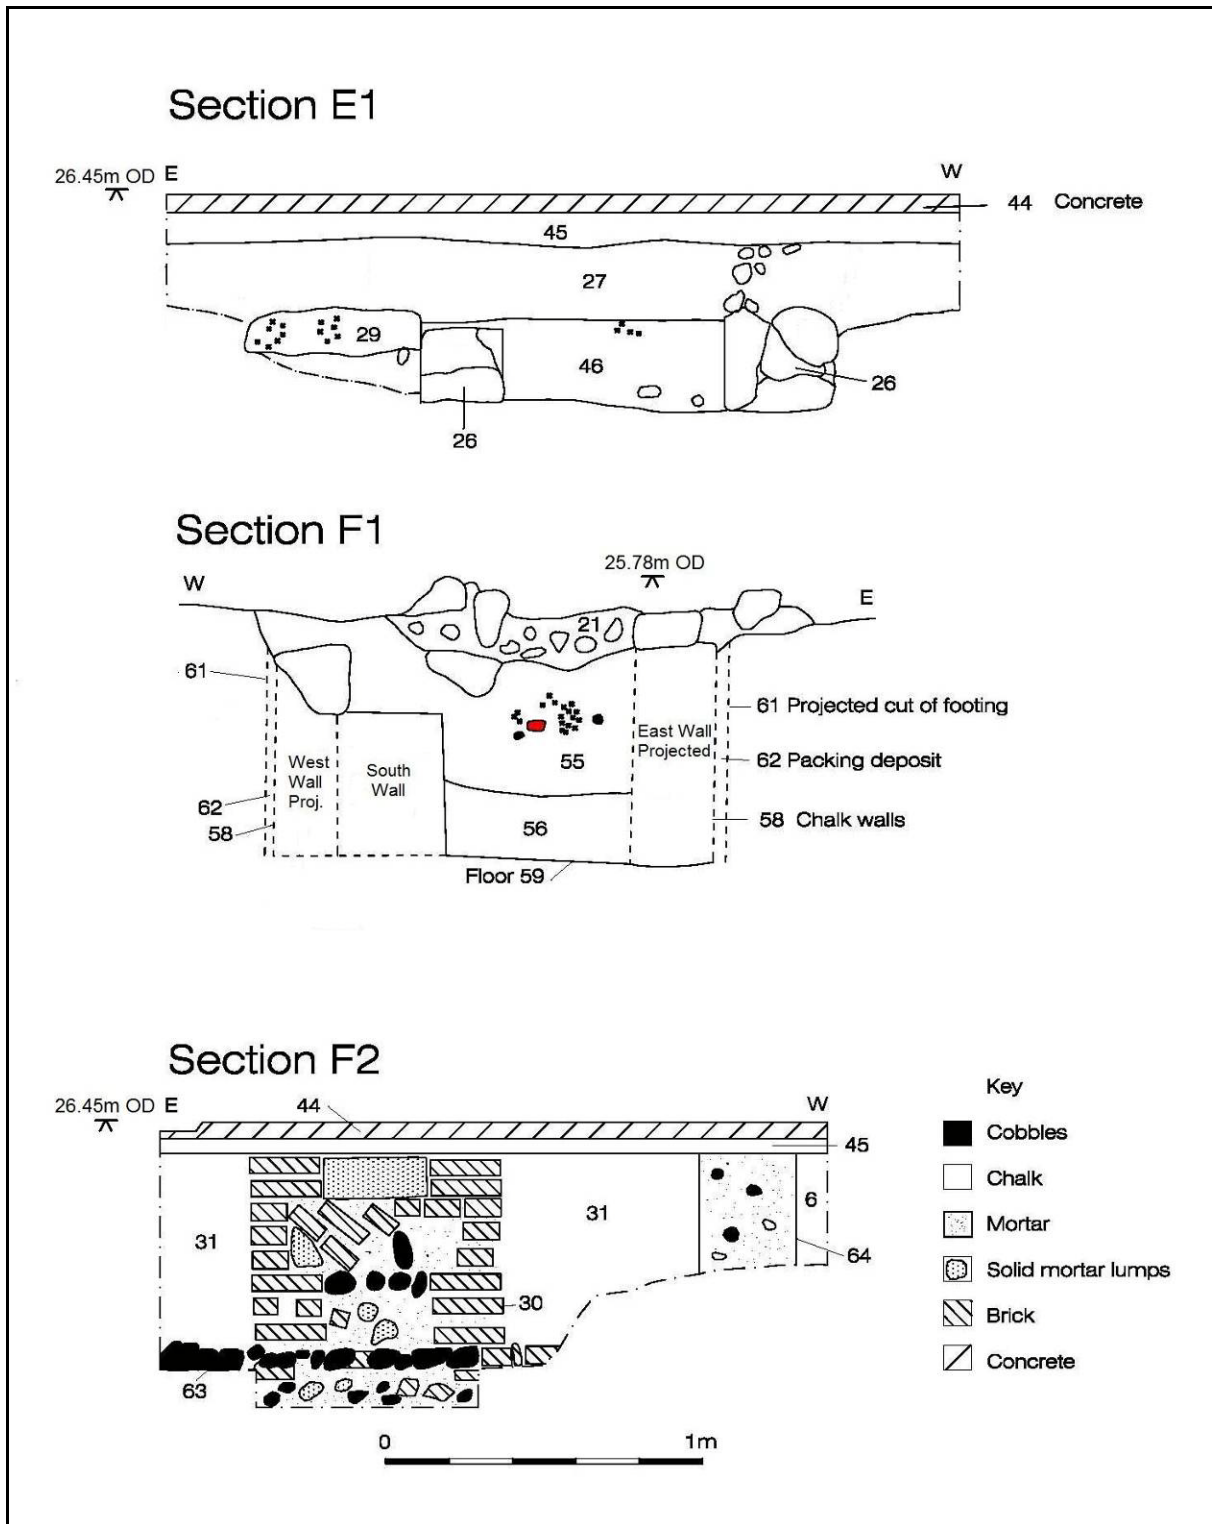 Section E1
26.45m OD E W
44 Concrete
45
27
29
46
26
26
Section F1
25.78m OD
W
E
21
61
61 Projected cut of footing
East Wall
Projected
62 Packing deposit
West
Wall
Proj.
South
Wall
55
62
58
56
58 Chalk walls
Floor 59
Section F2
26.45m OD E 44 W
45
31
31
6
64
30
63
Key
Cobbles
Chalk
Mortar
Solid mortar lumps
Brick
Concrete
0 1m